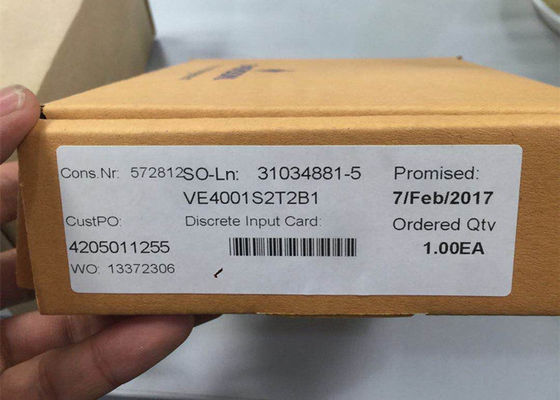 Cons.Nr: 572812 SO-Ln: 31034881-5 Promised:
VE4001S2T2B1 7/Feb/2017
CustPO: Discrete Input Card: Ordered Qty
4205011255 1.00EA
WO: 13372306